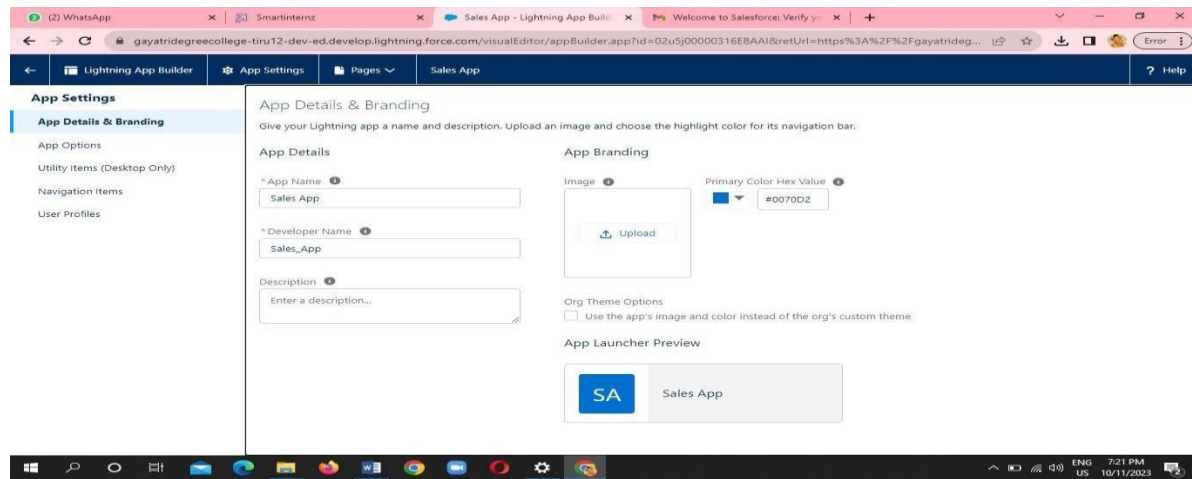 (2) WhatsApp
Smartinternz
Sales App - Lightning App Build
Welcome to Salesforce: Verify yo
gayatridegreecollege-tiru12-dev-ed.develop.lightning.force.com/visualEditor/appBuilder.app?id=02u5j00000316E8AAI&retUrl=https%3A%2F%2Fgayatrideg...
Error
Lightning App Builder
App Settings
Pages
Sales App
? Help
App Settings
App Details & Branding
App Options
Utility Items (Desktop Only)
Navigation Items
User Profiles
App Details & Branding
Give your Lightning app a name and description. Upload an image and choose the highlight color for its navigation bar.
App Details
*App Name
Sales App
*Developer Name
Sales_App
Description
Enter a description...
App Branding
Image
Upload
Primary Color Hex Value
#0070D2
Org Theme Options
Use the app's image and color instead of the org's custom theme
App Launcher Preview
SA
Sales App
ENG
US
7:21 PM
10/11/2023
2